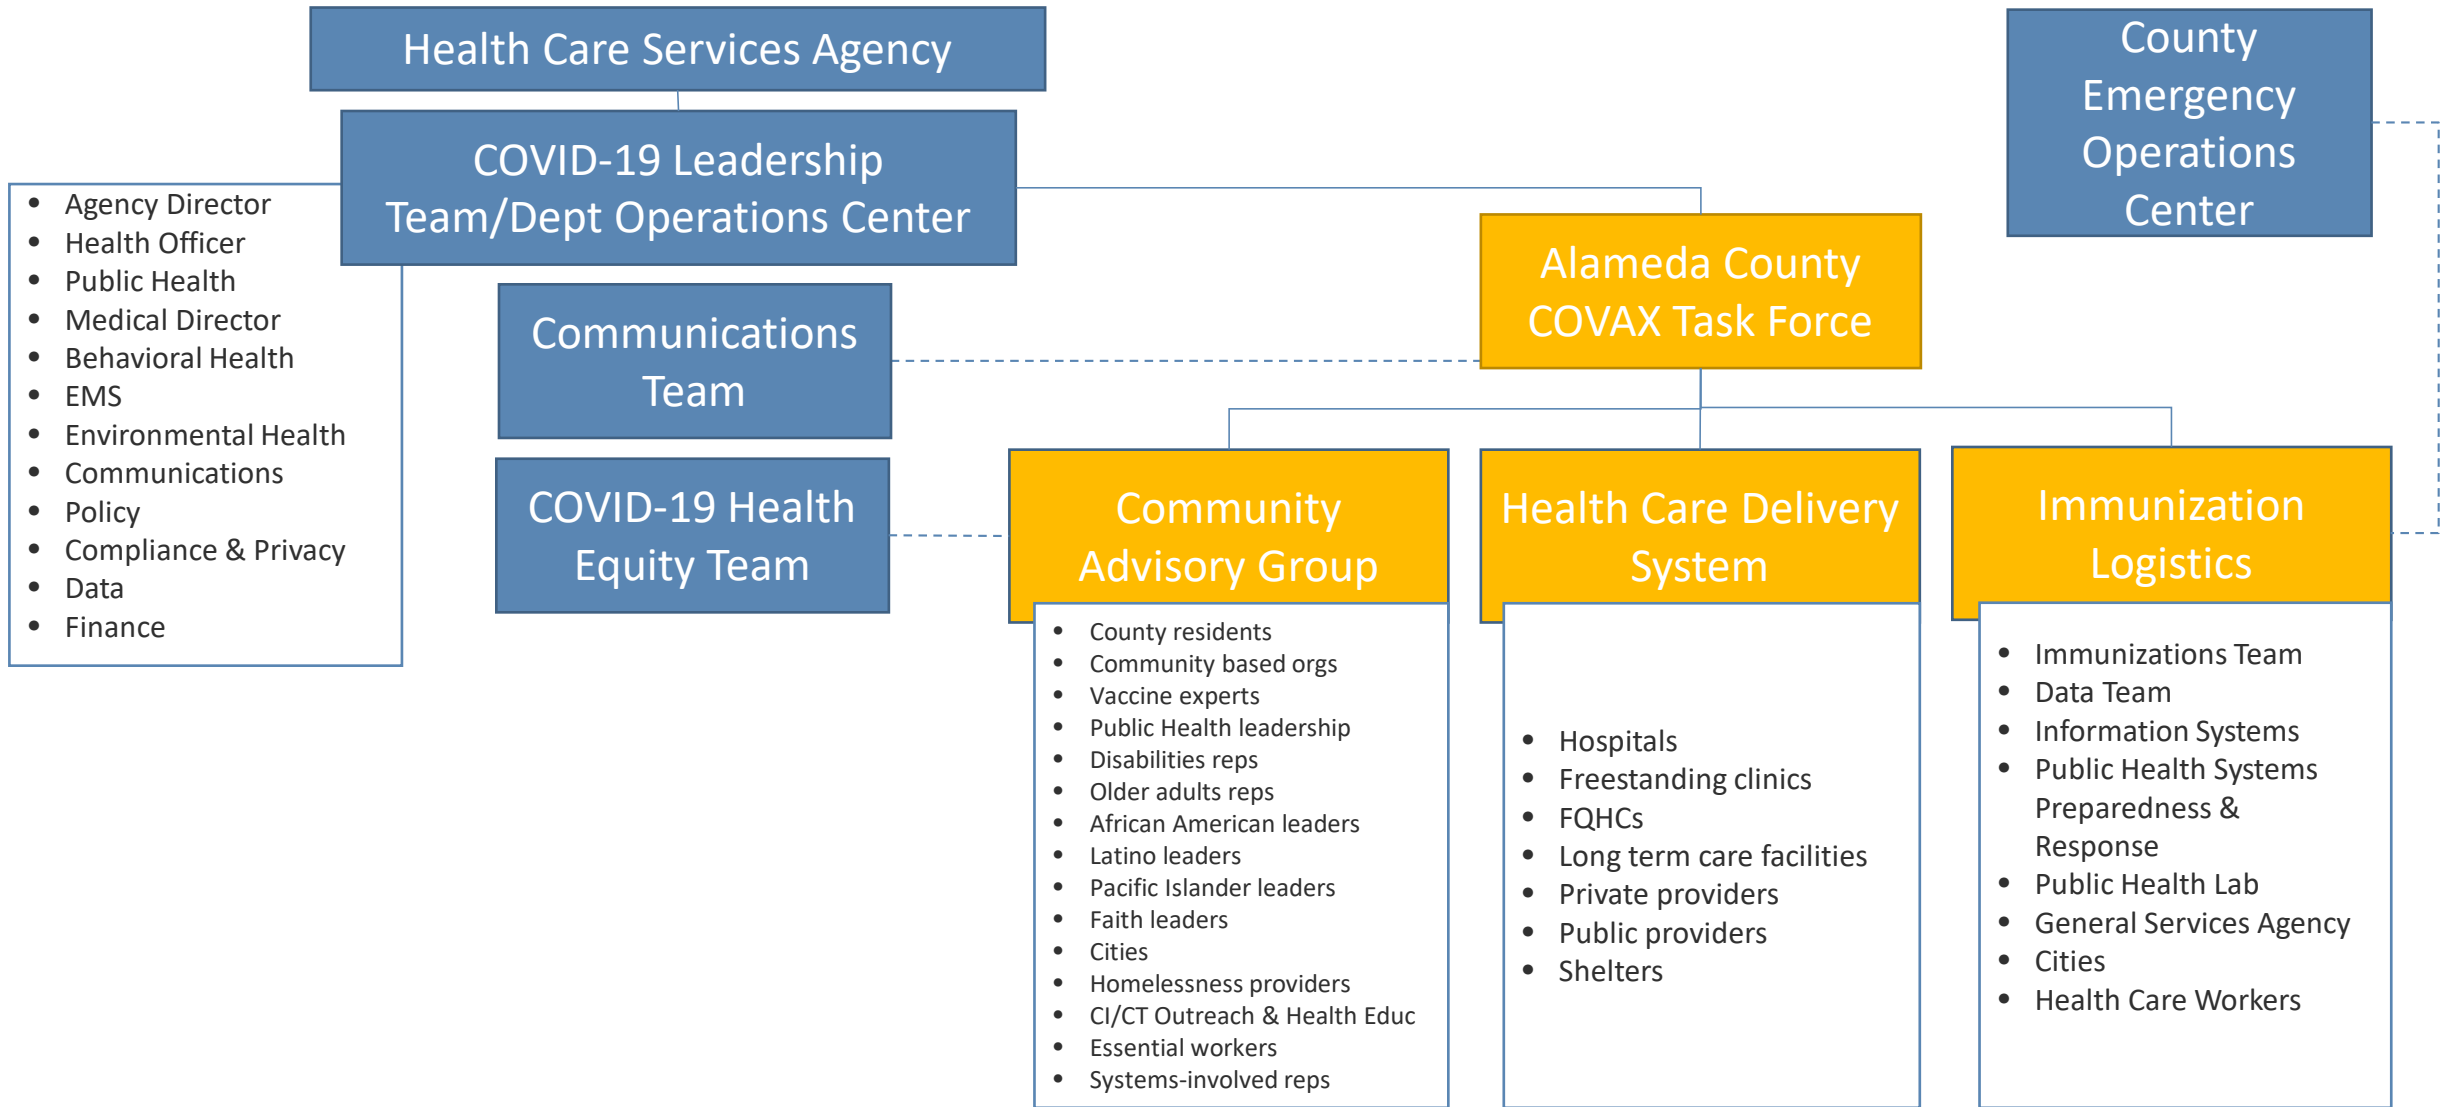 Health Care Services Agency
COVID-19 Leadership
Team/Dept Operations Center
• Agency Director
• Health Officer
• Public Health
• Medical Director
• Behavioral Health
• EMS
• Environmental Health
• Communications
• Policy
• Compliance & Privacy
• Data
• Finance
Communications
Team
COVID-19 Health
Equity Team
County
Emergency
Operations
Center
Alameda County
COVAX Task Force
Community
Advisory Group
• County residents
• Community based orgs
• Vaccine experts
• Public Health leadership
• Disabilities reps
• Older adults reps
• African American leaders
• Latino leaders
• Pacific Islander leaders
• Faith leaders
• Cities
• Homelessness providers
• CI/CT Outreach & Health Educ
• Essential workers
• Systems-involved reps
Health Care Delivery
System
• Hospitals
• Freestanding clinics
• FQHCs
• Long term care facilities
• Private providers
• Public providers
• Shelters
Immunization
Logistics
• Immunizations Team
• Data Team
• Information Systems
• Public Health Systems
Preparedness &
Response
• Public Health Lab
• General Services Agency
• Cities
• Health Care Workers